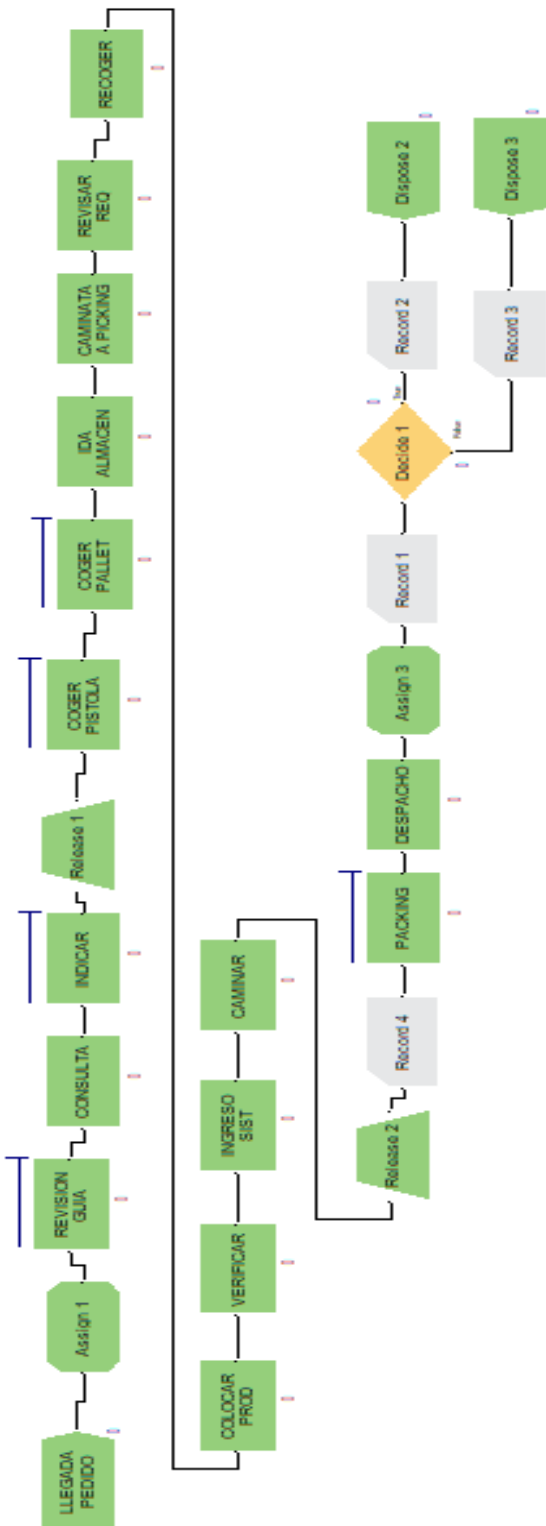 LLEGADA
PEDIDO
Assign 1
REVISION
GUIA
CONSULTA
INDICAR
Release 1
COGER
PISTOLA
COGER
PALLET
IDA
ALMACEN
CAMINATA
A PICKING
REVISAR
REQ
RECOGER
COLOCAR
PROD
VERIFICAR
INGRESO
SIST
CAMINAR
Release 2
Record 4
PACKING
DESPACHO
Assign 3
Record 1
Decide 1
True
False
Record 2
Dispose 2
Record 3
Dispose 3